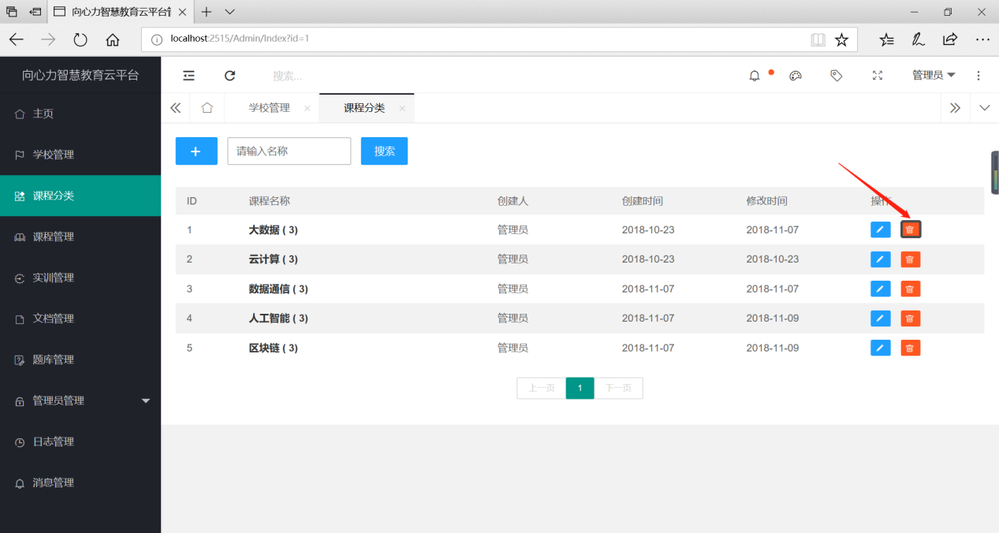 向心力智慧教育云平台管
localhost:2515/Admin/Index?id=1
向心力智慧教育云平台
搜索...
管理员
主页
学校管理
课程分类
课程管理
实训管理
文档管理
题库管理
管理员管理
日志管理
消息管理
学校管理
课程分类
+
请输入名称
搜索
ID 课程名称 创建人 创建时间 修改时间 操作
1 大数据 ( 3) 管理员 2018-10-23 2018-11-07
2 云计算 ( 3) 管理员 2018-10-23 2018-10-23
3 数据通信 ( 3) 管理员 2018-11-07 2018-11-07
4 人工智能 ( 3) 管理员 2018-11-07 2018-11-09
5 区块链 ( 3) 管理员 2018-11-07 2018-11-09
上一页 1 下一页